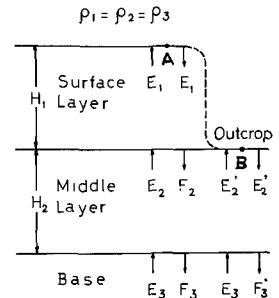 ρ₁ = ρ₂ = ρ₃
A
H₁ Surface Layer E₁ E₁
Outcrop
B
H₂ Middle Layer E₂ F₂ E₂' E₂'
Base E₃ F₃ E₃ F₃'